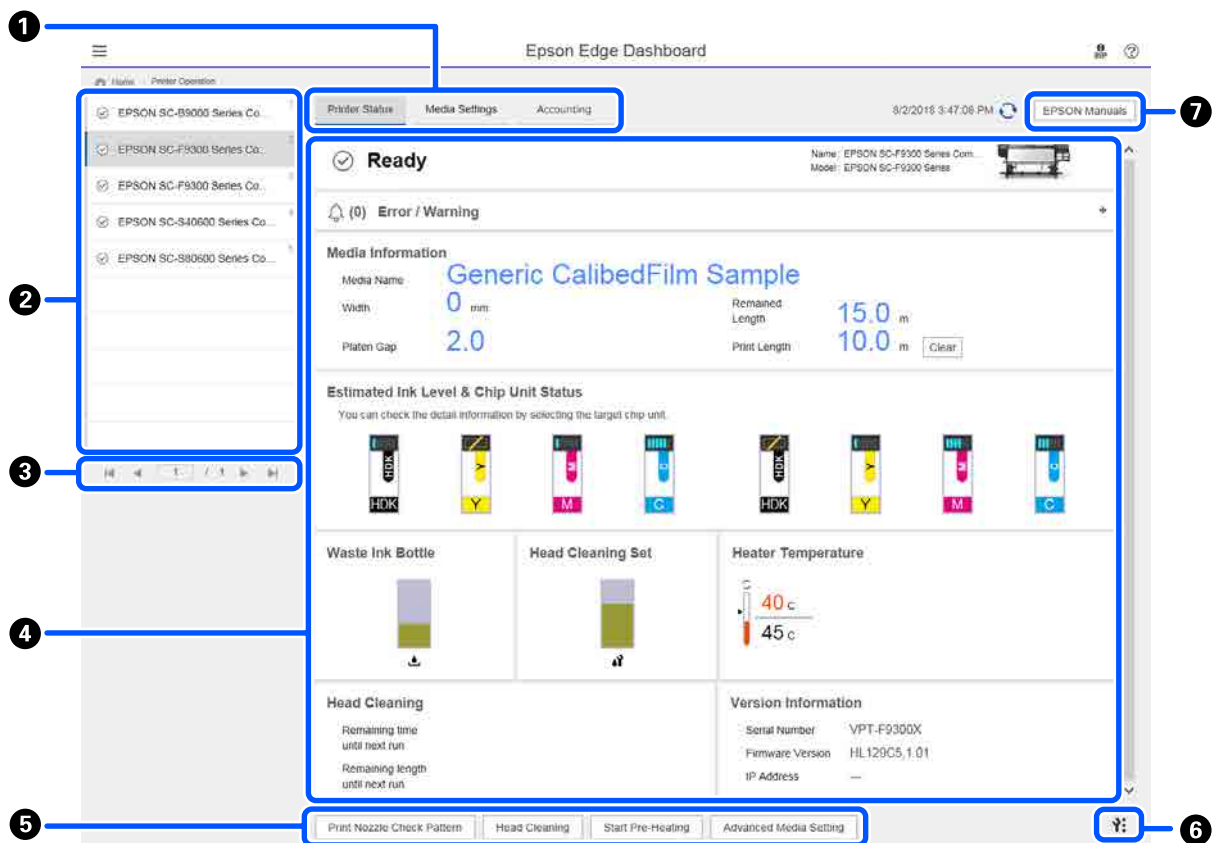 1
Epson Edge Dashboard
Home Printer Operation
2
EPSON SC-B9000 Series Co...
EPSON SC-F9300 Series Co...
EPSON SC-F9300 Series Co...
EPSON SC-S40600 Series Co...
EPSON SC-S80600 Series Co...
3
1 / 1
Printer Status Media Settings Accounting
8/2/2018 3:47:08 PM
EPSON Manuals
7
Ready
Name: EPSON SC-F9300 Series Com...
Model: EPSON SC-F9300 Series
(0) Error / Warning
Media Information
Media Name Generic CalibedFilm Sample
Width 0 mm
Remained
Length 15.0 m
Platen Gap 2.0
Print Length 10.0 m Clear
Estimated Ink Level & Chip Unit Status
You can check the detail information by selecting the target chip unit.
HDK Y M C HDK Y M C
HDK Y M C HDK Y M C
4
Waste Ink Bottle Head Cleaning Set Heater Temperature
40 c
45 c
Head Cleaning
Remaining time
until next run
Remaining length
until next run
Version Information
Serial Number VPT-F9300X
Firmware Version HL129C5,1.01
IP Address ---
5
Print Nozzle Check Pattern Head Cleaning Start Pre-Heating Advanced Media Setting
6